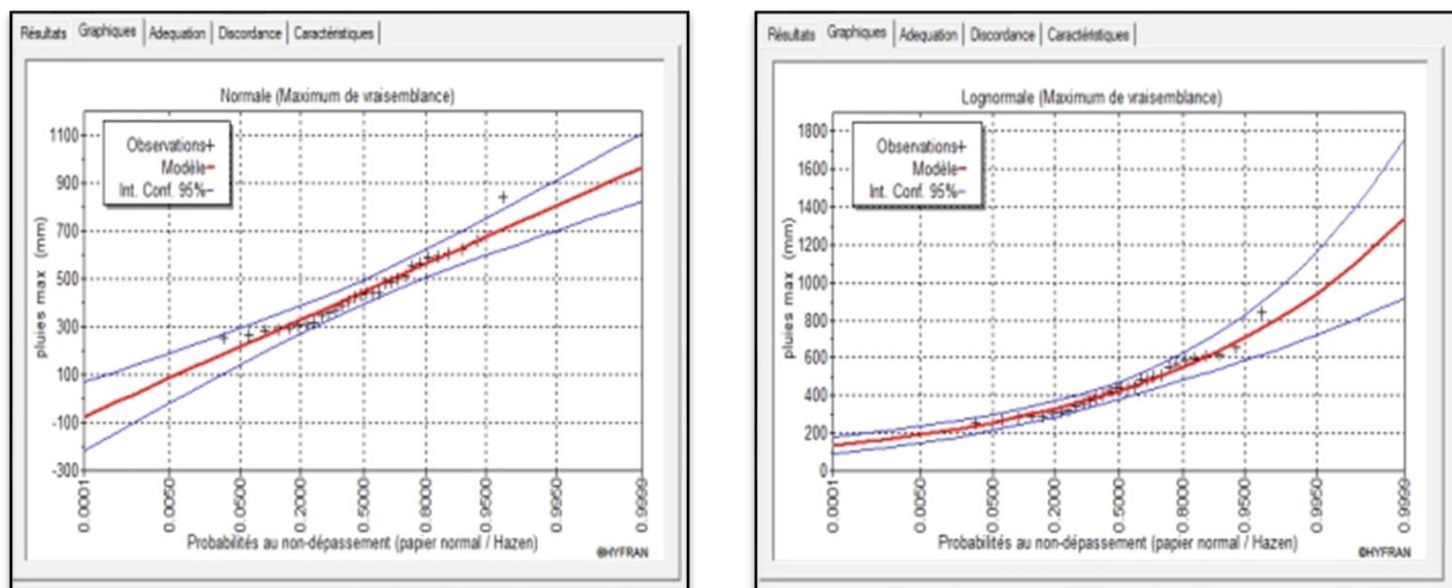 Résultats Graphiques Adequation Discordance Caractéristiques
Normale (Maximum de vraisemblance)
Observations+
Modèle-
Int. Conf. 95%-
pluies max (mm)
1100
900
700
500
300
100
-100
-300
0.0001
0.0050
0.0500
0.2000
0.5000
0.8000
0.9500
0.9950
0.9999
Probabilités au non-dépassement (papier normal / Hazen)
©HYFRAN
Résultats Graphiques Adequation Discordance Caractéristiques
Lognormale (Maximum de vraisemblance)
Observations+
Modèle-
Int. Conf. 95%-
pluies max (mm)
1800
1600
1400
1200
1000
800
600
400
200
0
0.0001
0.0050
0.0500
0.2000
0.5000
0.8000
0.9500
0.9950
0.9999
Probabilités au non-dépassement (papier normal / Hazen)
©HYFRAN